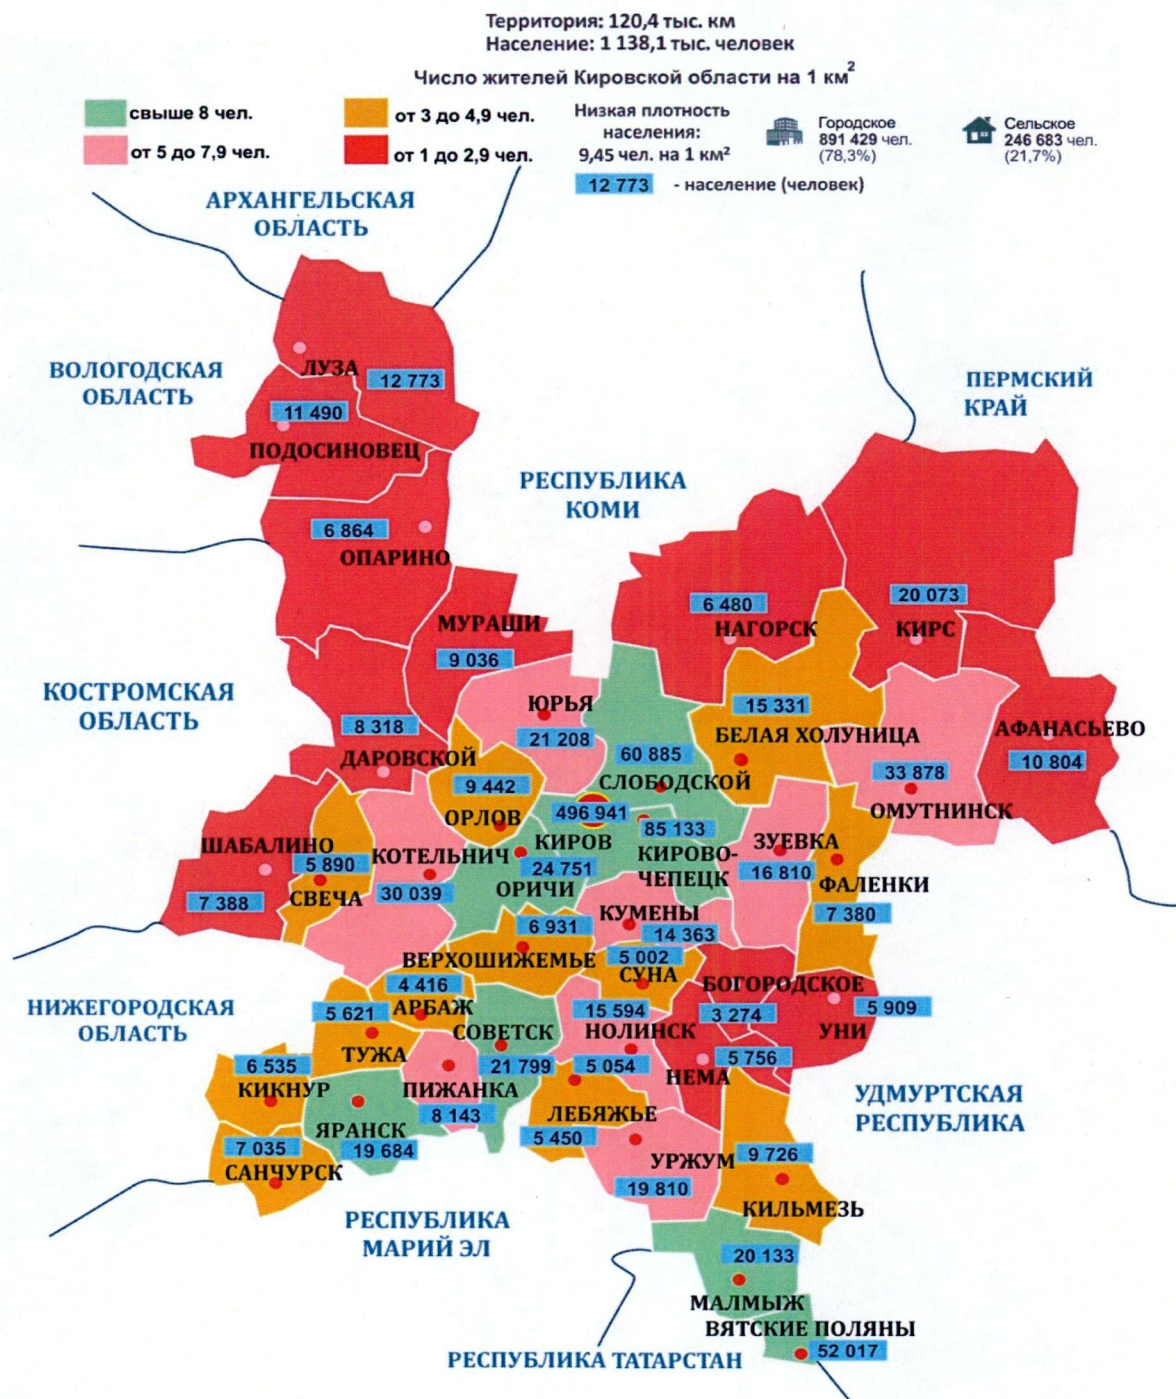 Территория: 120,4 тыс. км
Население: 1 138,1 тыс. человек
Число жителей Кировской области на 1 км²
свыше 8 чел.
от 5 до 7,9 чел.
от 3 до 4,9 чел.
от 1 до 2,9 чел.
Низкая плотность
населения:
9,45 чел. на 1 км²
Городское
891 429 чел.
(78,3%)
Сельское
246 683 чел.
(21,7%)
12 773 - население (человек)
АРХАНГЕЛЬСКАЯ
ОБЛАСТЬ
ВОЛОГОДСКАЯ
ОБЛАСТЬ
ЛУЗА
12 773
11 490
ПОДОСИНОВЕЦ
ПЕРМСКИЙ
КРАЙ
РЕСПУБЛИКА
КОМИ
6 864
ОПАРИНО
МУРАШИ
9 036
6 480
НАГОРСК
20 073
КИРС
КОСТРОМСКАЯ
ОБЛАСТЬ
8 318
ДАРОВСКОЙ
ЮРЬЯ
21 208
15 331
БЕЛАЯ ХОЛУНИЦА
АФАНАСЬЕВО
10 804
60 885
СЛОБОДСКОЙ
33 878
ОМУТНИНСК
9 442
ОРЛОВ
496 941
КИРОВ
85 133
КИРОВО-
ЧЕПЕЦК
ЗУЕВКА
16 810
ФАЛЕНКИ
7 380
ШАБАЛИНО
7 388
5 890
СВЕЧА
КОТЕЛЬНИЧ
30 039
24 751
ОРИЧИ
КУМЕНЫ
14 363
6 931
ВЕРХОШИЖЕМЬЕ
5 002
СУНА
БОГОРОДСКОЕ
3 274
5 909
УНИ
НИЖЕГОРОДСКАЯ
ОБЛАСТЬ
4 416
АРБАЖ
5 621
ТУЖА
СОВЕТСК
21 799
15 594
НОЛИНСК
5 054
5 756
НЕМА
6 535
КИКНУР
ПИЖАНКА
8 143
ЛЕБЯЖЬЕ
5 450
УДМУРТСКАЯ
РЕСПУБЛИКА
ЯРАНСК
19 684
7 035
САНЧУРСК
УРЖУМ
19 810
9 726
КИЛЬМЕЗЬ
РЕСПУБЛИКА
МАРИЙ ЭЛ
20 133
МАЛМЫЖ
ВЯТСКИЕ ПОЛЯНЫ
52 017
РЕСПУБЛИКА ТАТАРСТАН